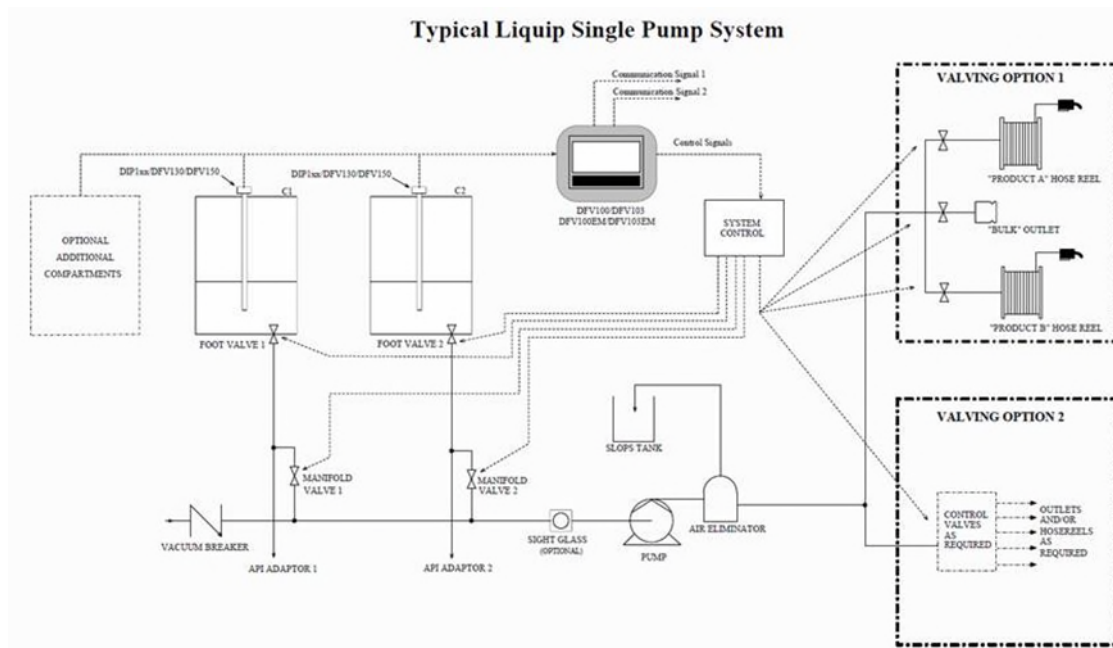 Typical Liquip Single Pump System
Communication Signal 1
Communication Signal 2
VALVING OPTION 1
Control Signals
DIP1xx/DFV130/DFV150
DIP1xx/DFV130/DFV150
C1
C2
"PRODUCT A" HOSE REEL
DFV100/DFV103
DFV100EM/DFV103EM
SYSTEM
CONTROL
"BULK" OUTLET
OPTIONAL
ADDITIONAL
COMPARTMENTS
"PRODUCT B" HOSE REEL
FOOT VALVE 1
FOOT VALVE 2
VALVING OPTION 2
SLOPS TANK
MANIFOLD
VALVE 1
MANIFOLD
VALVE 2
CONTROL
VALVES
AS
REQUIRED
OUTLETS
AND/OR
HOSEREELS
AS
REQUIRED
AIR ELIMINATOR
VACUUM BREAKER
SIGHT GLASS
(OPTIONAL)
PUMP
API ADAPTOR 1
API ADAPTOR 2